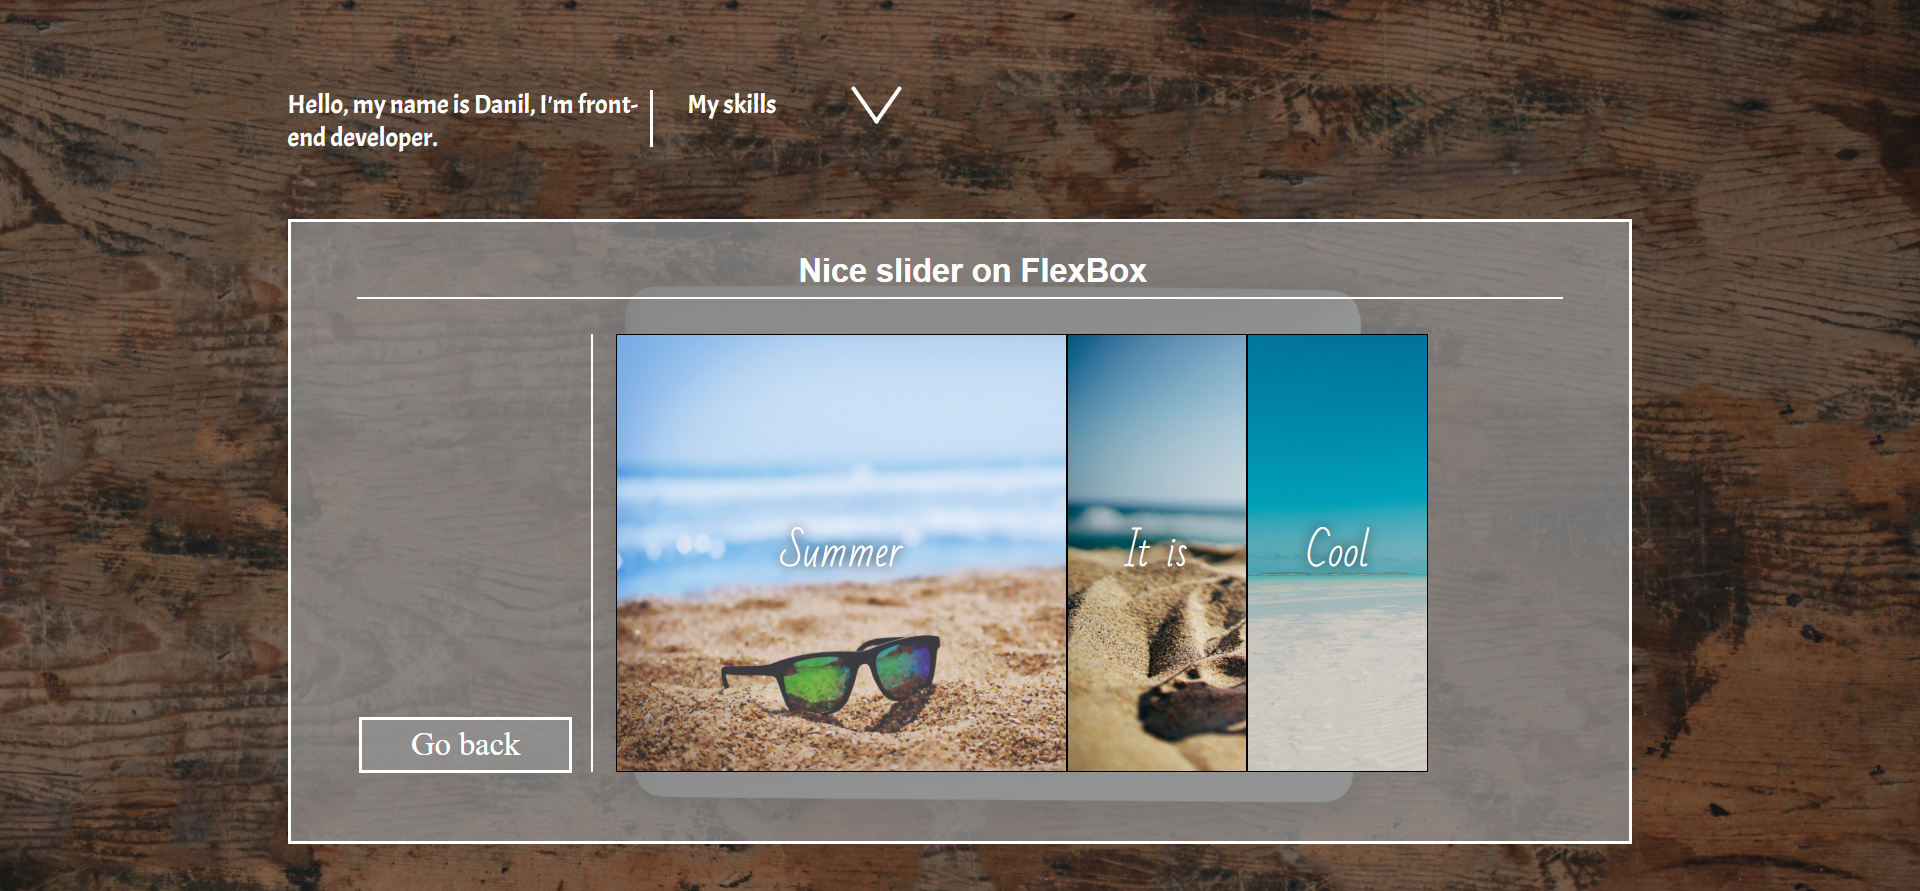 Hello, my name is Danil, I'm front-
end developer.
My skills
Nice slider on FlexBox
Summer
It is
Cool
Go back